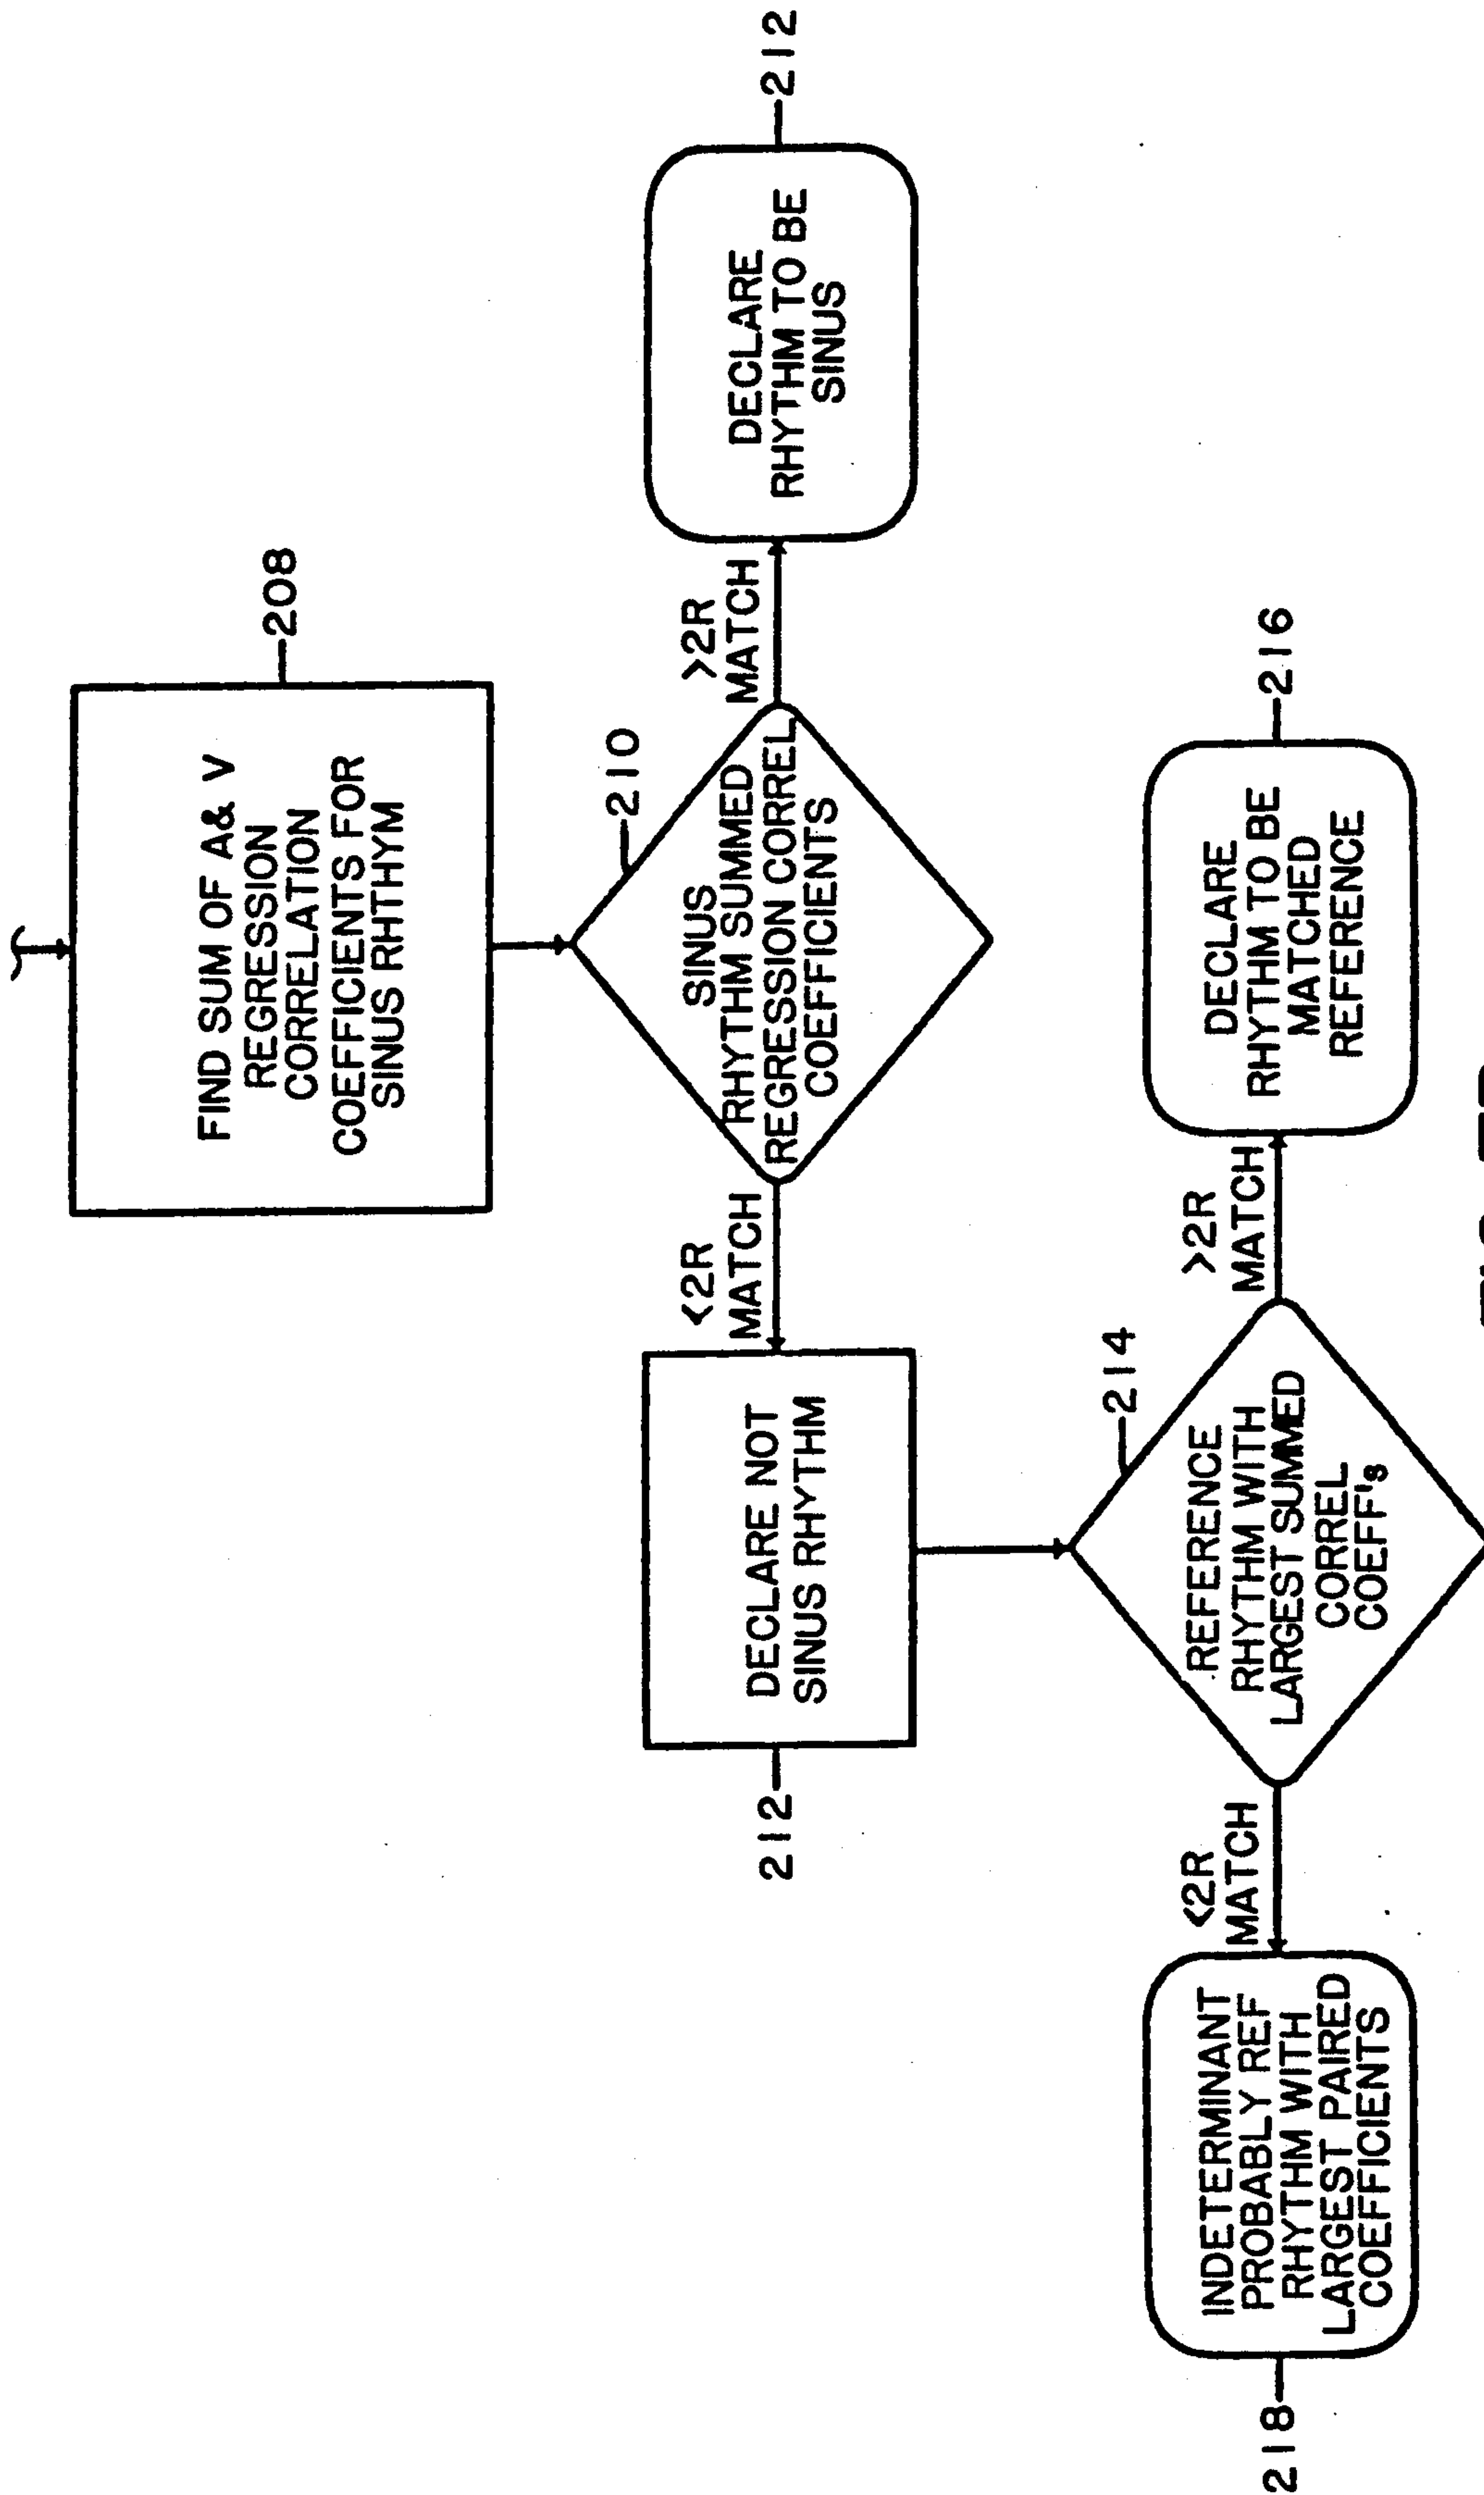 FIND SUM OF A& V
REGRESSION
CORRELATION
COEFFICIENTS FOR
SINUS RHTHYM
208
210
SINUS
RHYTHM SUMMED
REGRESSION CORREL
COEFFICIENTS
<2R
MATCH
>2R
MATCH
212
DECLARE NOT
SINUS RHYTHM
DECLARE
RHYTHM TO BE
SINUS
212
214
REFERENCE
RHYTHM WITH
LARGEST SUMMED
CORREL
COEFF's
<2R
MATCH
>2R
MATCH
218
INDETERMINANT
PROBABLY REF
RHYTHM WITH
LARGEST PAIRED
COEFFICIENTS
DECLARE
RHYTHM TO BE
MATCHED
REFERENCE
216